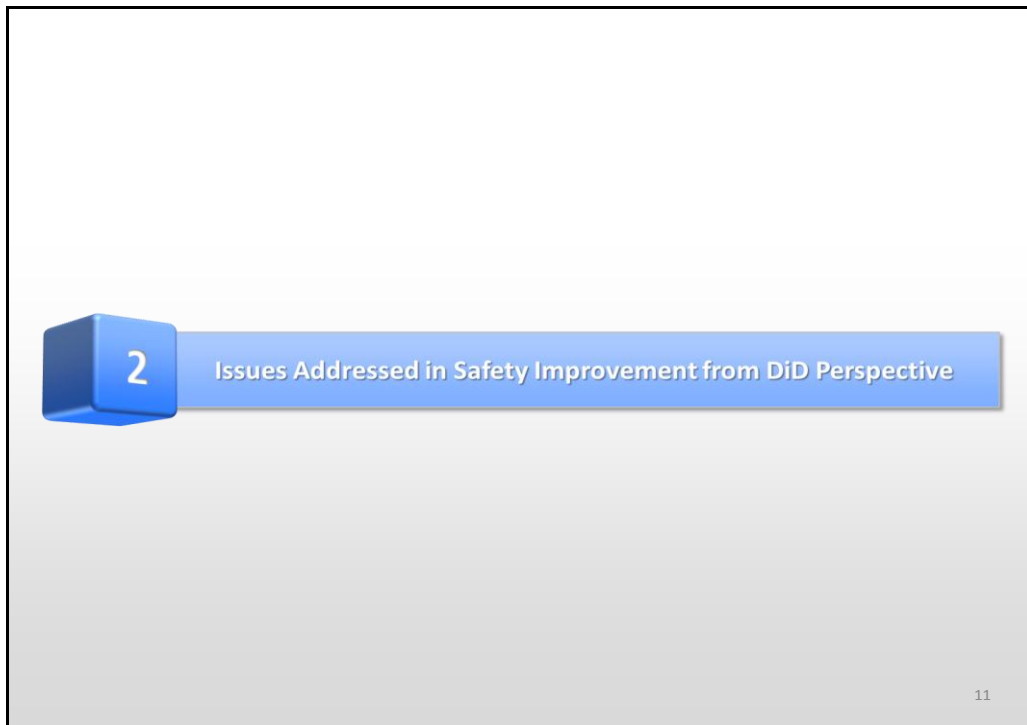 2
Issues Addressed in Safety Improvement from DiD Perspective
11